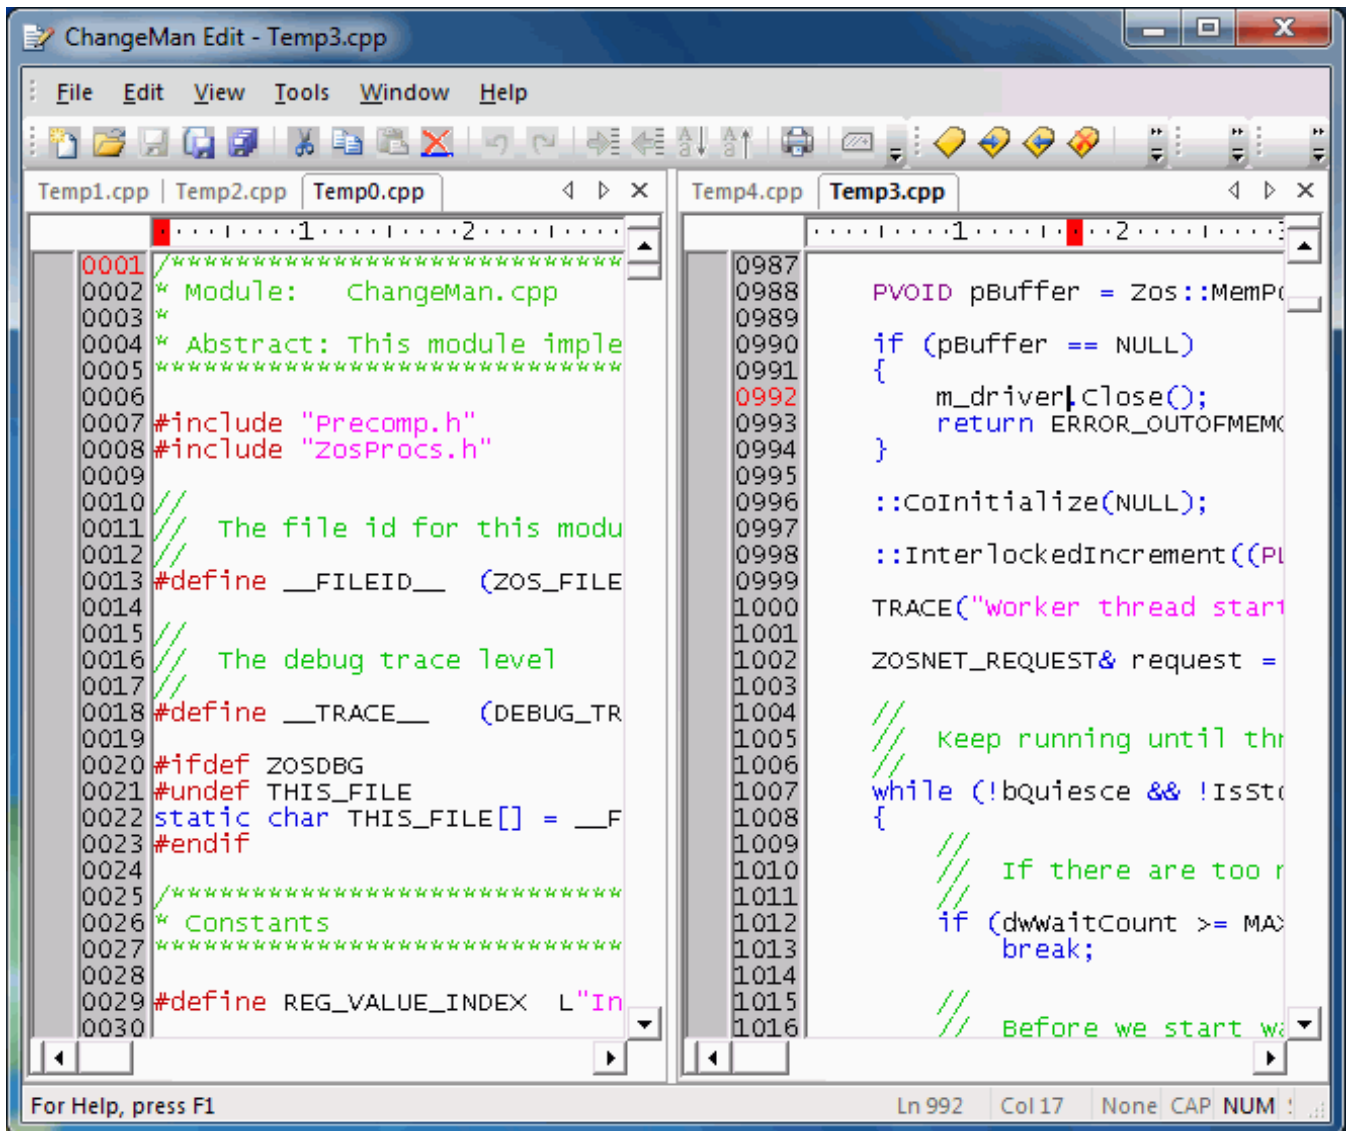 ChangeMan Edit - Temp3.cpp
File Edit View Tools Window Help
Temp1.cpp Temp2.cpp Temp0.cpp
1 2
0001 /*****************************
0002 * Module:   ChangeMan.cpp
0003 *
0004 * Abstract: This module imple
0005 *****************************
0006
0007 #include "Precomp.h"
0008 #include "ZosProcs.h"
0009
0010 //
0011 //  The file id for this modu
0012 //
0013 #define __FILEID__  (ZOS_FILE
0014
0015 //
0016 //  The debug trace level
0017 //
0018 #define __TRACE__   (DEBUG_TR
0019
0020 #ifdef ZOSDBG
0021 #undef THIS_FILE
0022 static char THIS_FILE[] = __F
0023 #endif
0024
0025 /*****************************
0026 * Constants
0027 *****************************
0028
0029 #define REG_VALUE_INDEX  L"In
0030
Temp4.cpp Temp3.cpp
1 2
0987
0988 PVOID pBuffer = Zos::MemP
0989
0990 if (pBuffer == NULL)
0991 {
0992 m_driver.Close();
0993 return ERROR_OUTOFMEM
0994 }
0995
0996 ::CoInitialize(NULL);
0997
0998 ::InterlockedIncrement((P
0999
1000 TRACE("Worker thread star
1001
1002 ZOSNET_REQUEST& request =
1003
1004 //
1005 //  Keep running until th
1006 //
1007 while (!bQuiesce && !IsSt
1008 {
1009 //
1010 //  If there are too
1011 //
1012 if (dwWaitCount >= MA
1013 break;
1014
1015 //
1016 //  Before we start w
For Help, press F1
Ln 992 Col 17 None CAP NUM